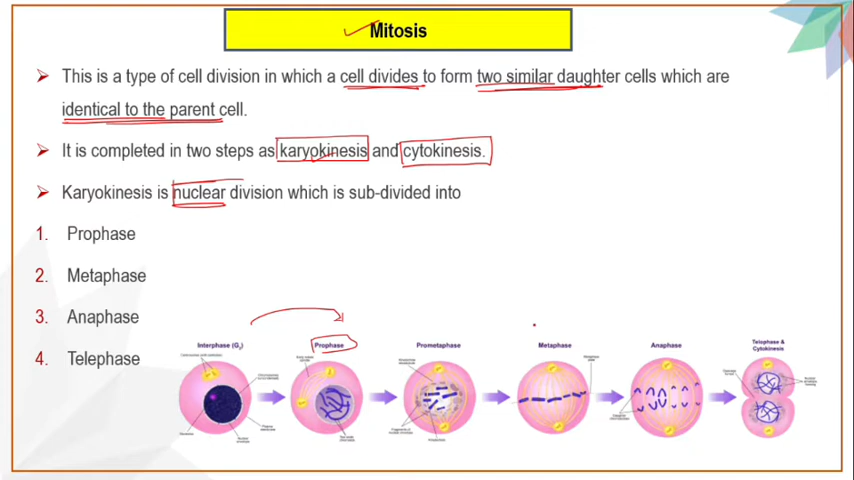 Mitosis
This is a type of cell division in which a cell divides to form two similar daughter cells which are
identical to the parent cell.
It is completed in two steps as karyokinesis and cytokinesis.
Karyokinesis is nuclear division which is sub-divided into
1. Prophase
2. Metaphase
3. Anaphase
4. Telephase
Interphase (G2)
Prophase
Prometaphase
Metaphase
Anaphase
Telophase &
Cytokinesis